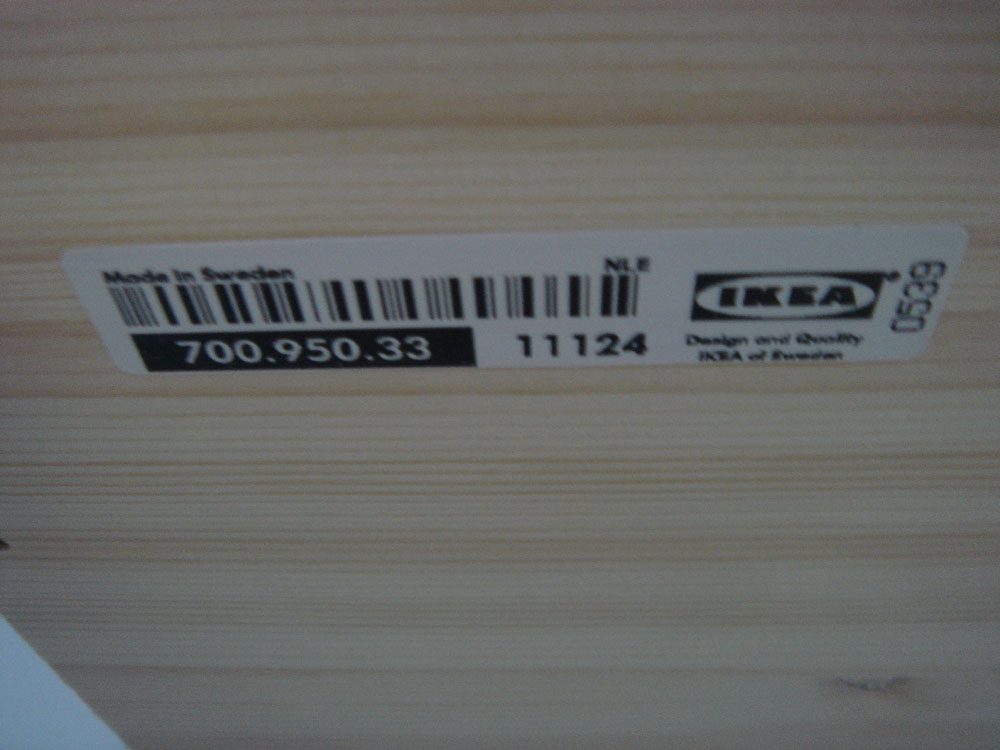 Made in Sweden
NLE
700.950.33
11124
IKEA®
Design and Quality
IKEA of Sweden
0539